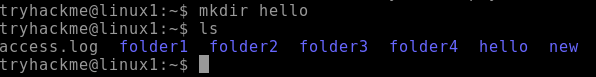 tryhackme@linux1:~$ mkdir hello
tryhackme@linux1:~$ ls
access.log  folder1  folder2  folder3  folder4  hello  new
tryhackme@linux1:~$